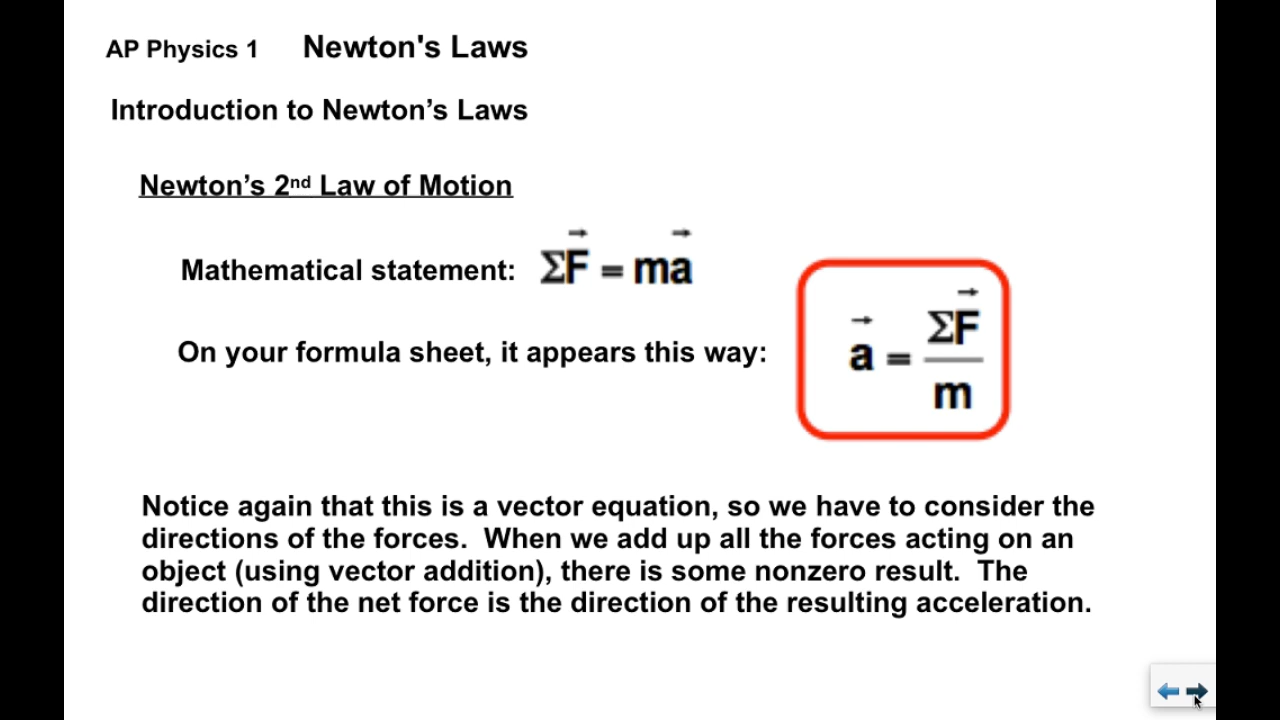 AP Physics 1 Newton's Laws
Introduction to Newton’s Laws
Newton’s 2nd Law of Motion
Mathematical statement: ΣF⃗ = ma⃗
On your formula sheet, it appears this way: a⃗ = ΣF⃗ / m
Notice again that this is a vector equation, so we have to consider the
directions of the forces.  When we add up all the forces acting on an
object (using vector addition), there is some nonzero result.  The
direction of the net force is the direction of the resulting acceleration.